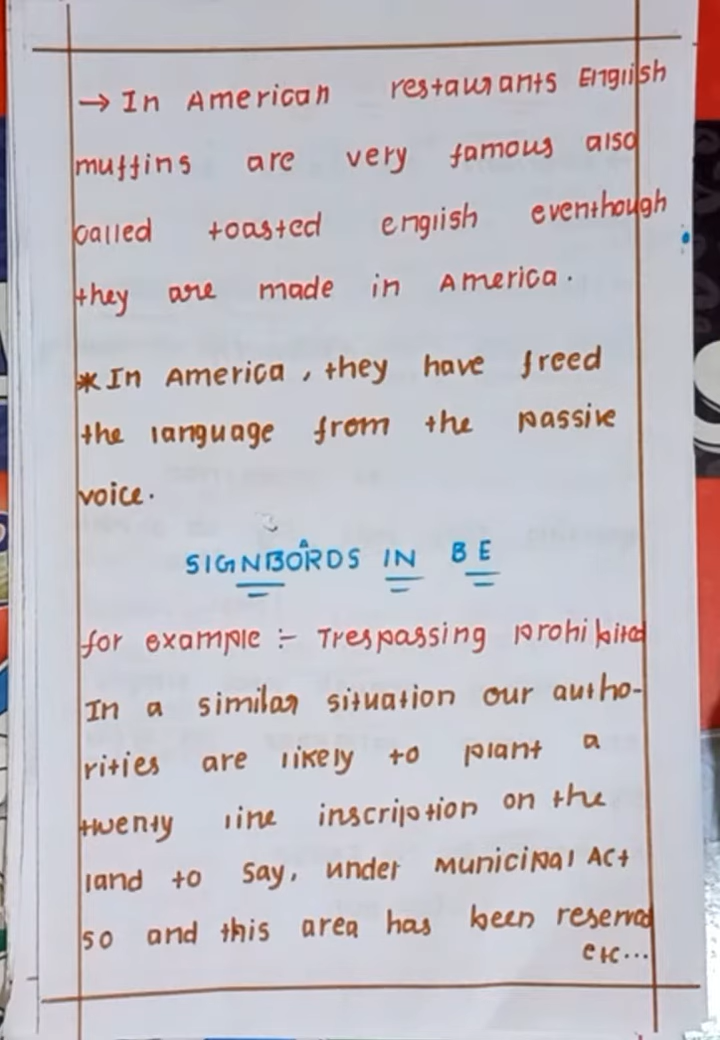 → In American restaurants English
muffins are very famous also
called toasted english eventhough
they are made in America.
* In America, they have freed
the language from the passive
voice.
SIGNBOARDS IN BE
for example :- Trespassing prohibited
In a similar situation our autho-
rities are likely to plant a
twenty line inscription on the
land to say, under Municipal Act
so and this area has been reserved
etc...